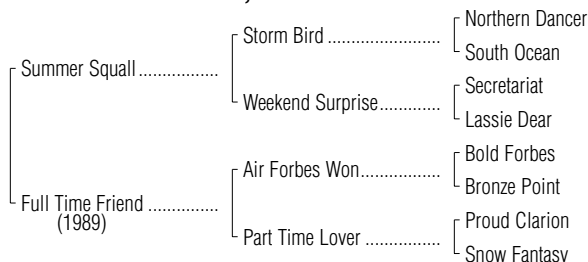 Northern Dancer
Storm Bird ........................
South Ocean
Summer Squall .................
Secretariat
Weekend Surprise .............
Lassie Dear
Bold Forbes
Air Forbes Won .................
Bronze Point
Full Time Friend ...............
(1989)
Proud Clarion
Part Time Lover ................
Snow Fantasy